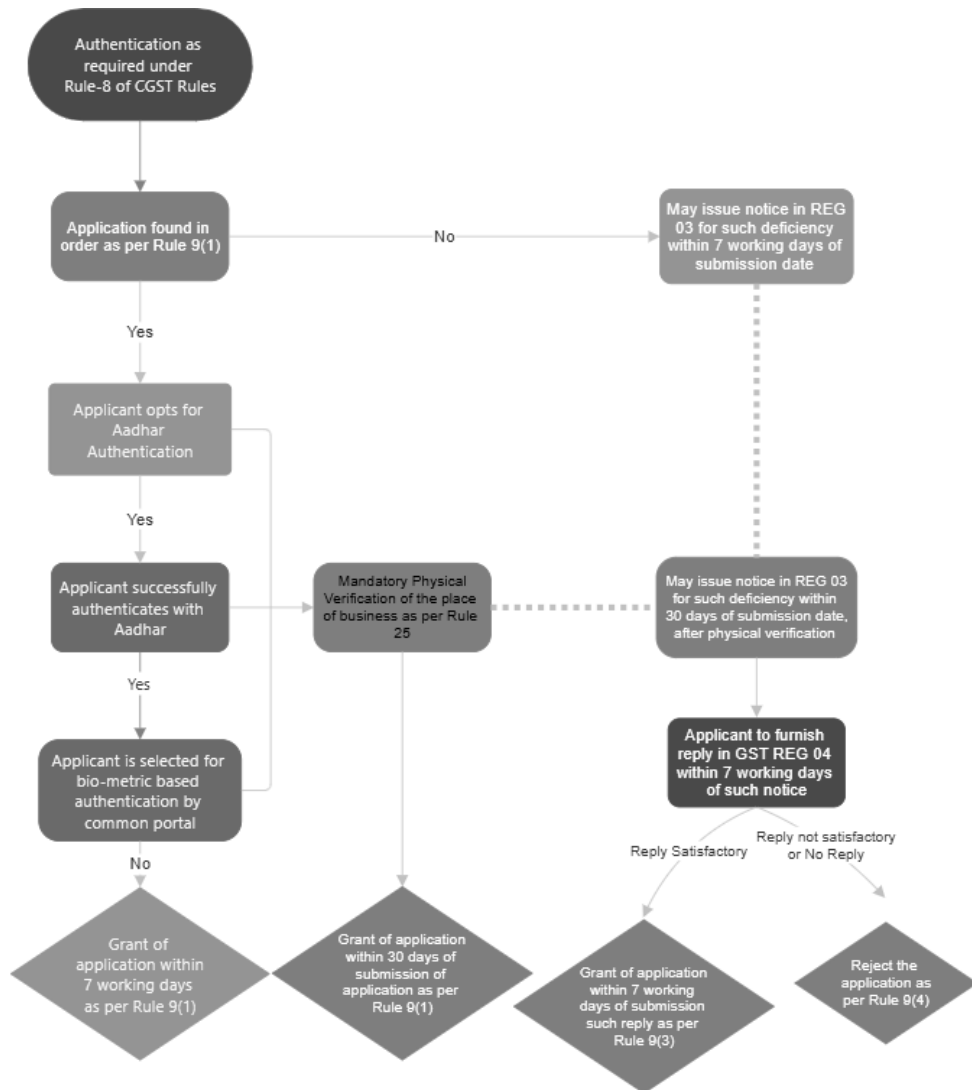 Authentication as
required under
Rule-8 of CGST Rules
Application found in
order as per Rule 9(1)
No
May issue notice in REG
03 for such deficiency
within 7 working days of
submission date
Yes
Applicant opts for
Aadhar
Authentication
Yes
Applicant successfully
authenticates with
Aadhar
Mandatory Physical
Verification of the place
of business as per Rule
25
May issue notice in REG 03
for such deficiency within
30 days of submission date,
after physical verification
Yes
Applicant is selected for
bio-metric based
authentication by
common portal
Applicant to furnish
reply in GST REG 04
within 7 working days
of such notice
No
Reply Satisfactory
Reply not satisfactory
or No Reply
Grant of
application within
7 working days
as per Rule 9(1)
Grant of application
within 30 days of
submission of
application as per
Rule 9(1)
Grant of application
within 7 working
days of submission
such reply as per
Rule 9(3)
Reject the
application as
per Rule 9(4)